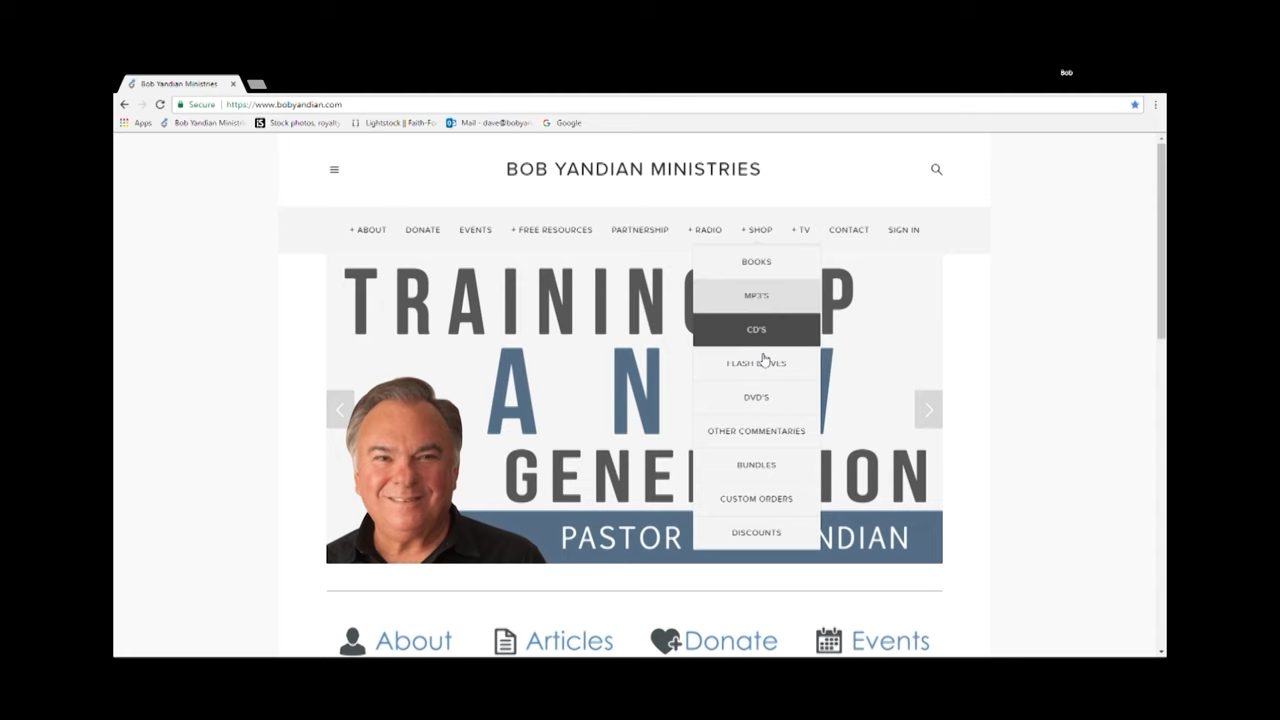 Bob
Bob Yandian Ministries
Secure
https://www.bobyandian.com
Apps
Bob Yandian Ministri
Stock photos, royalty
Lightstock || Faith-Fo
Mail - dave@bobyan
Google
BOB YANDIAN MINISTRIES
+ ABOUT
DONATE
EVENTS
+ FREE RESOURCES
PARTNERSHIP
+ RADIO
+ SHOP
+ TV
CONTACT
SIGN IN
BOOKS
MP3'S
CD'S
FLASH
DVD'S
OTHER COMMENTARIES
BUNDLES
CUSTOM ORDERS
DISCOUNTS
TRAINING P
A N
GENE ION
PASTOR NDIAN
About
Articles
Donate
Events